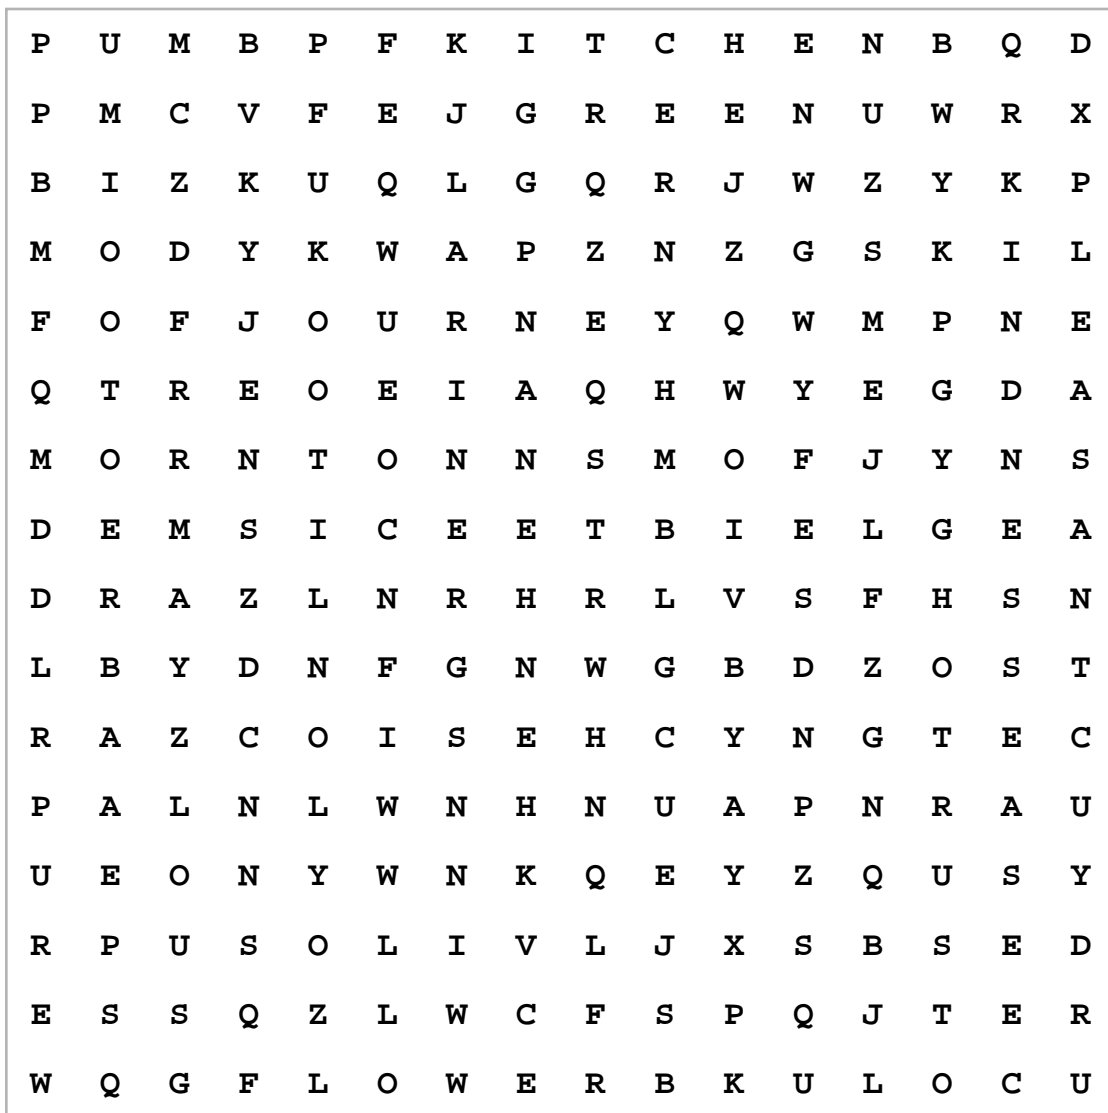 P U M B P F K I T C H E N B Q D
P M C V F E J G R E E N U W R X
B I Z K U Q L G Q R J W Z Y K P
M O D Y K W A P Z N Z G S K I L
F O F J O U R N E Y Q W M P N E
Q T R E O E I A Q H W Y E G D A
M O R N T O N N S M O F J Y N S
D E M S I C E E T B I E L G E A
D R A Z L N R H R L V S F H S N
L B Y D N F G N W G B D Z O S T
R A Z C O I S E H C Y N G T E C
P A L N L W N H N U A P N R A U
U E O N Y W N K Q E Y Z Q U S Y
R P U S O L I V L J X S B S E D
E S S Q Z L W C F S P Q J T E R
W Q G F L O W E R B K U L O C U